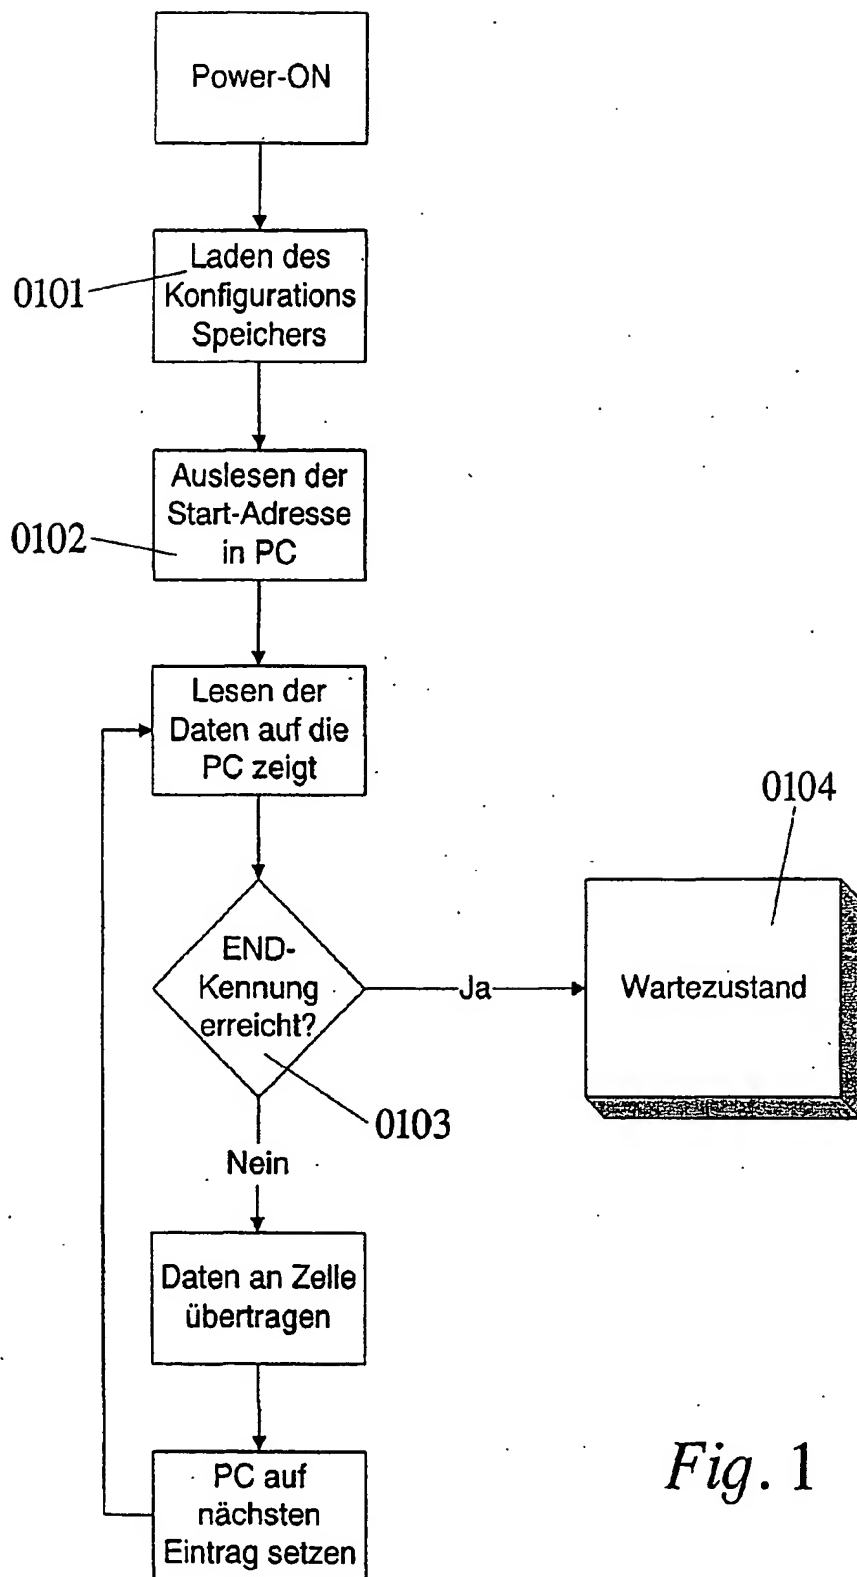 Power-ON
0101
Laden des
Konfigurations
Speichers
0102
Auslesen der
Start-Adresse
in PC
Lesen der
Daten auf die
PC zeigt
0104
END-
Kennung
erreicht?
Ja
Wartezustand
0103
Nein
Daten an Zelle
übertragen
PC auf
nächsten
Eintrag setzen
Fig. 1